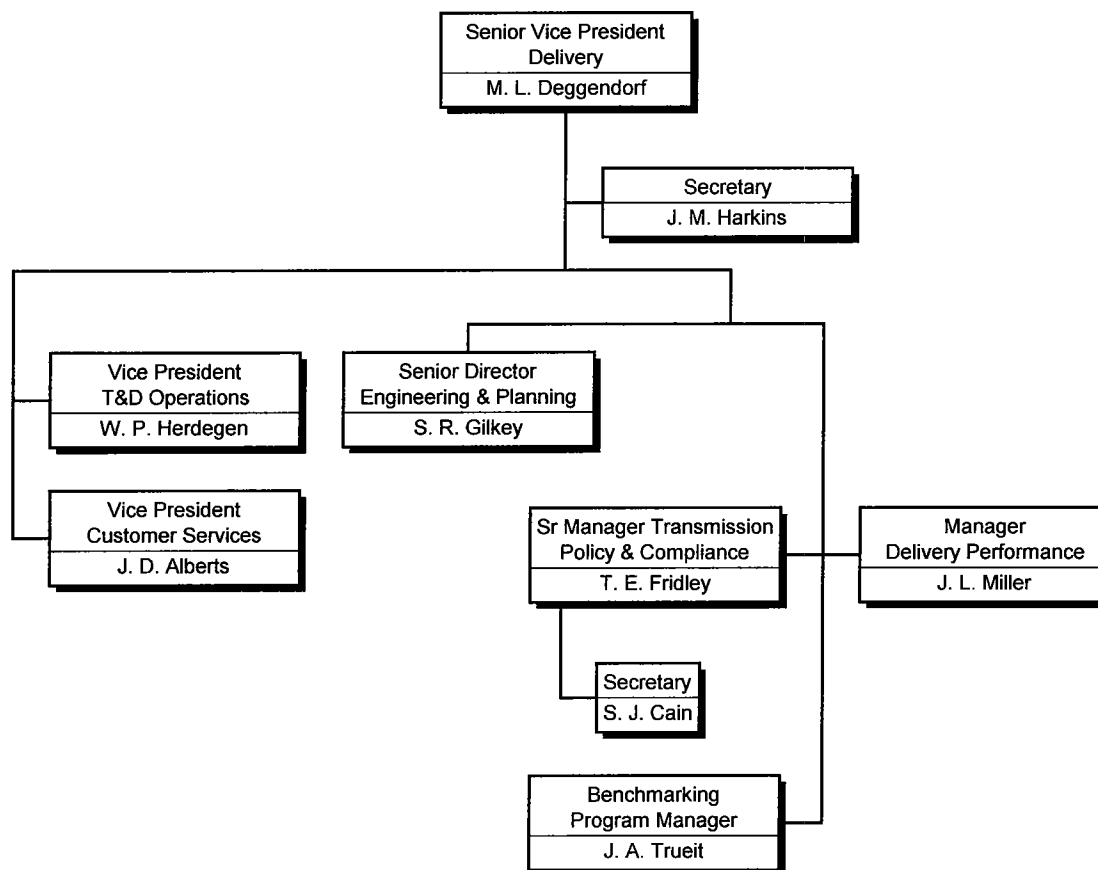 Senior Vice President
Delivery
M. L. Deggendorf
Secretary
J. M. Harkins
Vice President
T&D Operations
W. P. Herdegen
Senior Director
Engineering & Planning
S. R. Gilkey
Vice President
Customer Services
J. D. Alberts
Sr Manager Transmission
Policy & Compliance
T. E. Fridley
Manager
Delivery Performance
J. L. Miller
Secretary
S. J. Cain
Benchmarking
Program Manager
J. A. Trueit